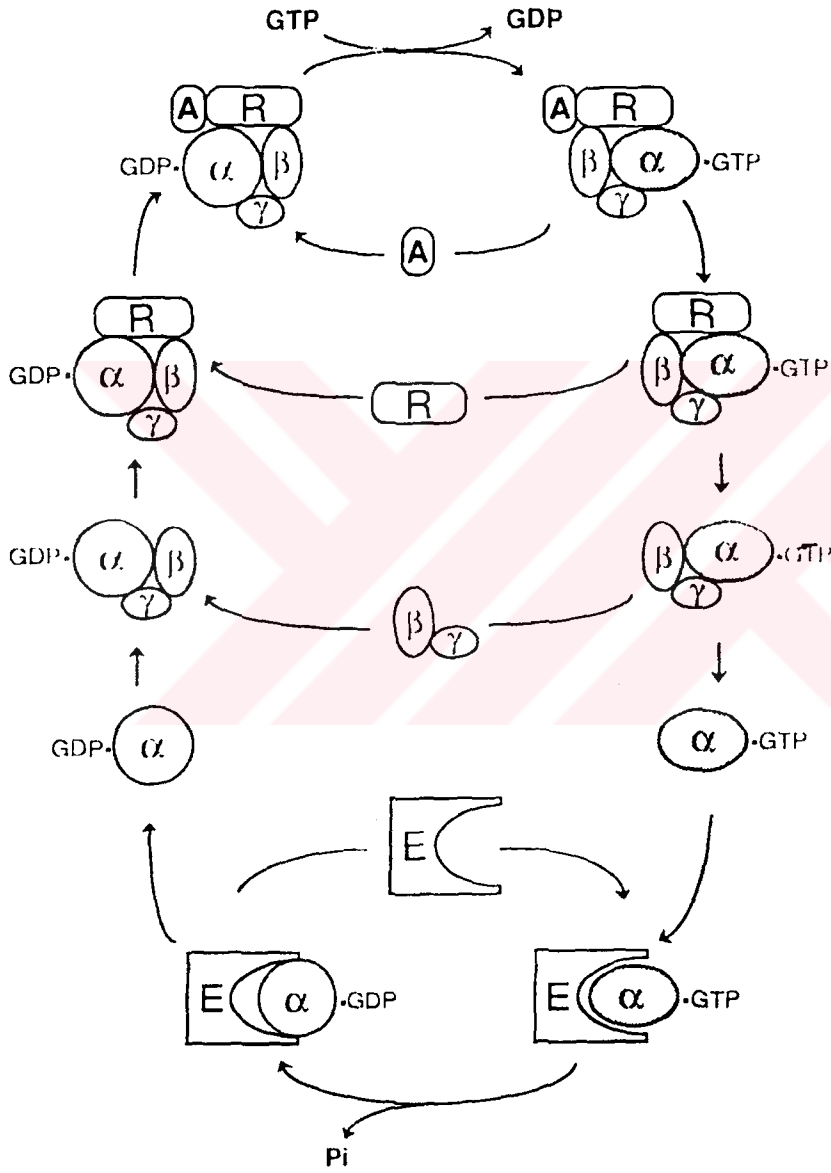 GTP GDP
A R A R
GDP· α β β α ·GTP
γ γ
A
R R
GDP· α β β α ·GTP
γ R γ
GDP· α β β α ·GTP
γ γ
β γ
GDP· α α ·GTP
E
E α ·GDP E α ·GTP
Pi